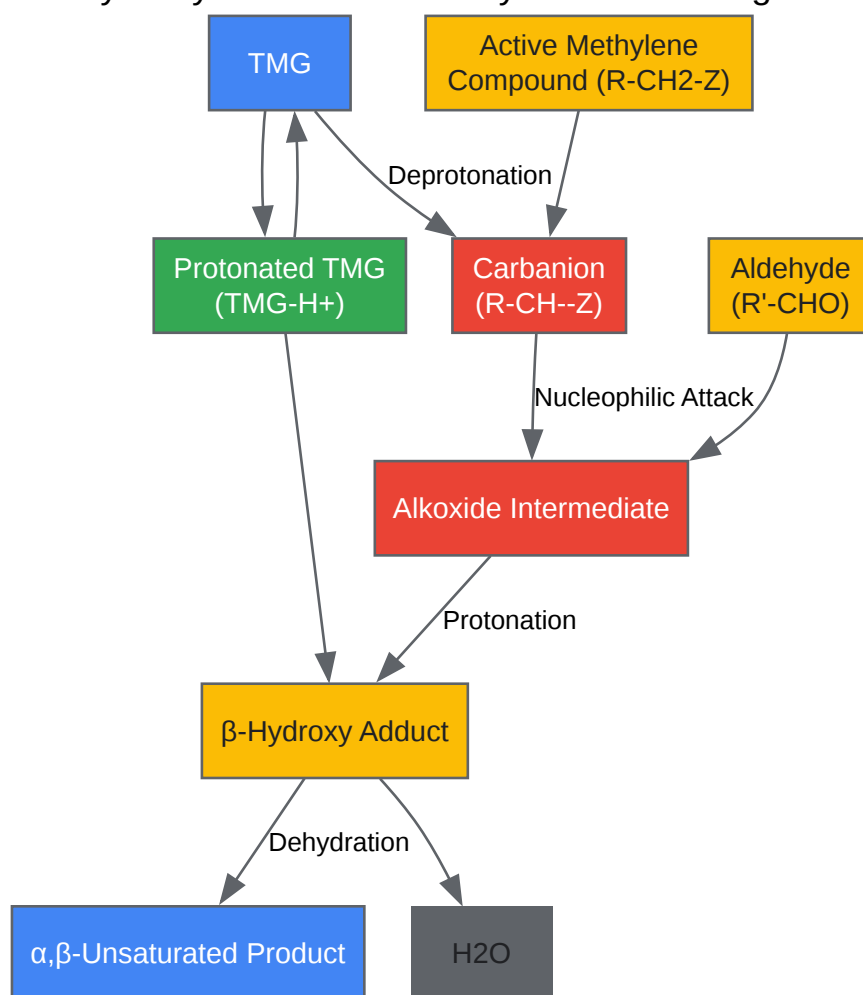 TMG
Active Methylene
Compound (R-CH2-Z)
Deprotonation
Protonated TMG
(TMG-H+)
Carbanion
(R-CH--Z)
Aldehyde
(R'-CHO)
Nucleophilic Attack
Alkoxide Intermediate
Protonation
β-Hydroxy Adduct
Dehydration
α,β-Unsaturated Product
H2O